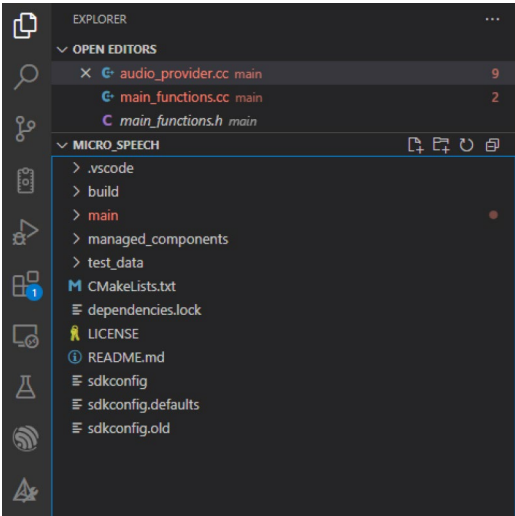 EXPLORER
OPEN EDITORS
audio_provider.cc main 9
main_functions.cc main 2
C main_functions.h main
MICRO_SPEECH
.vscode
build
main
managed_components
test_data
M CMakeLists.txt
dependencies.lock
LICENSE
README.md
sdkconfig
sdkconfig.defaults
sdkconfig.old
1